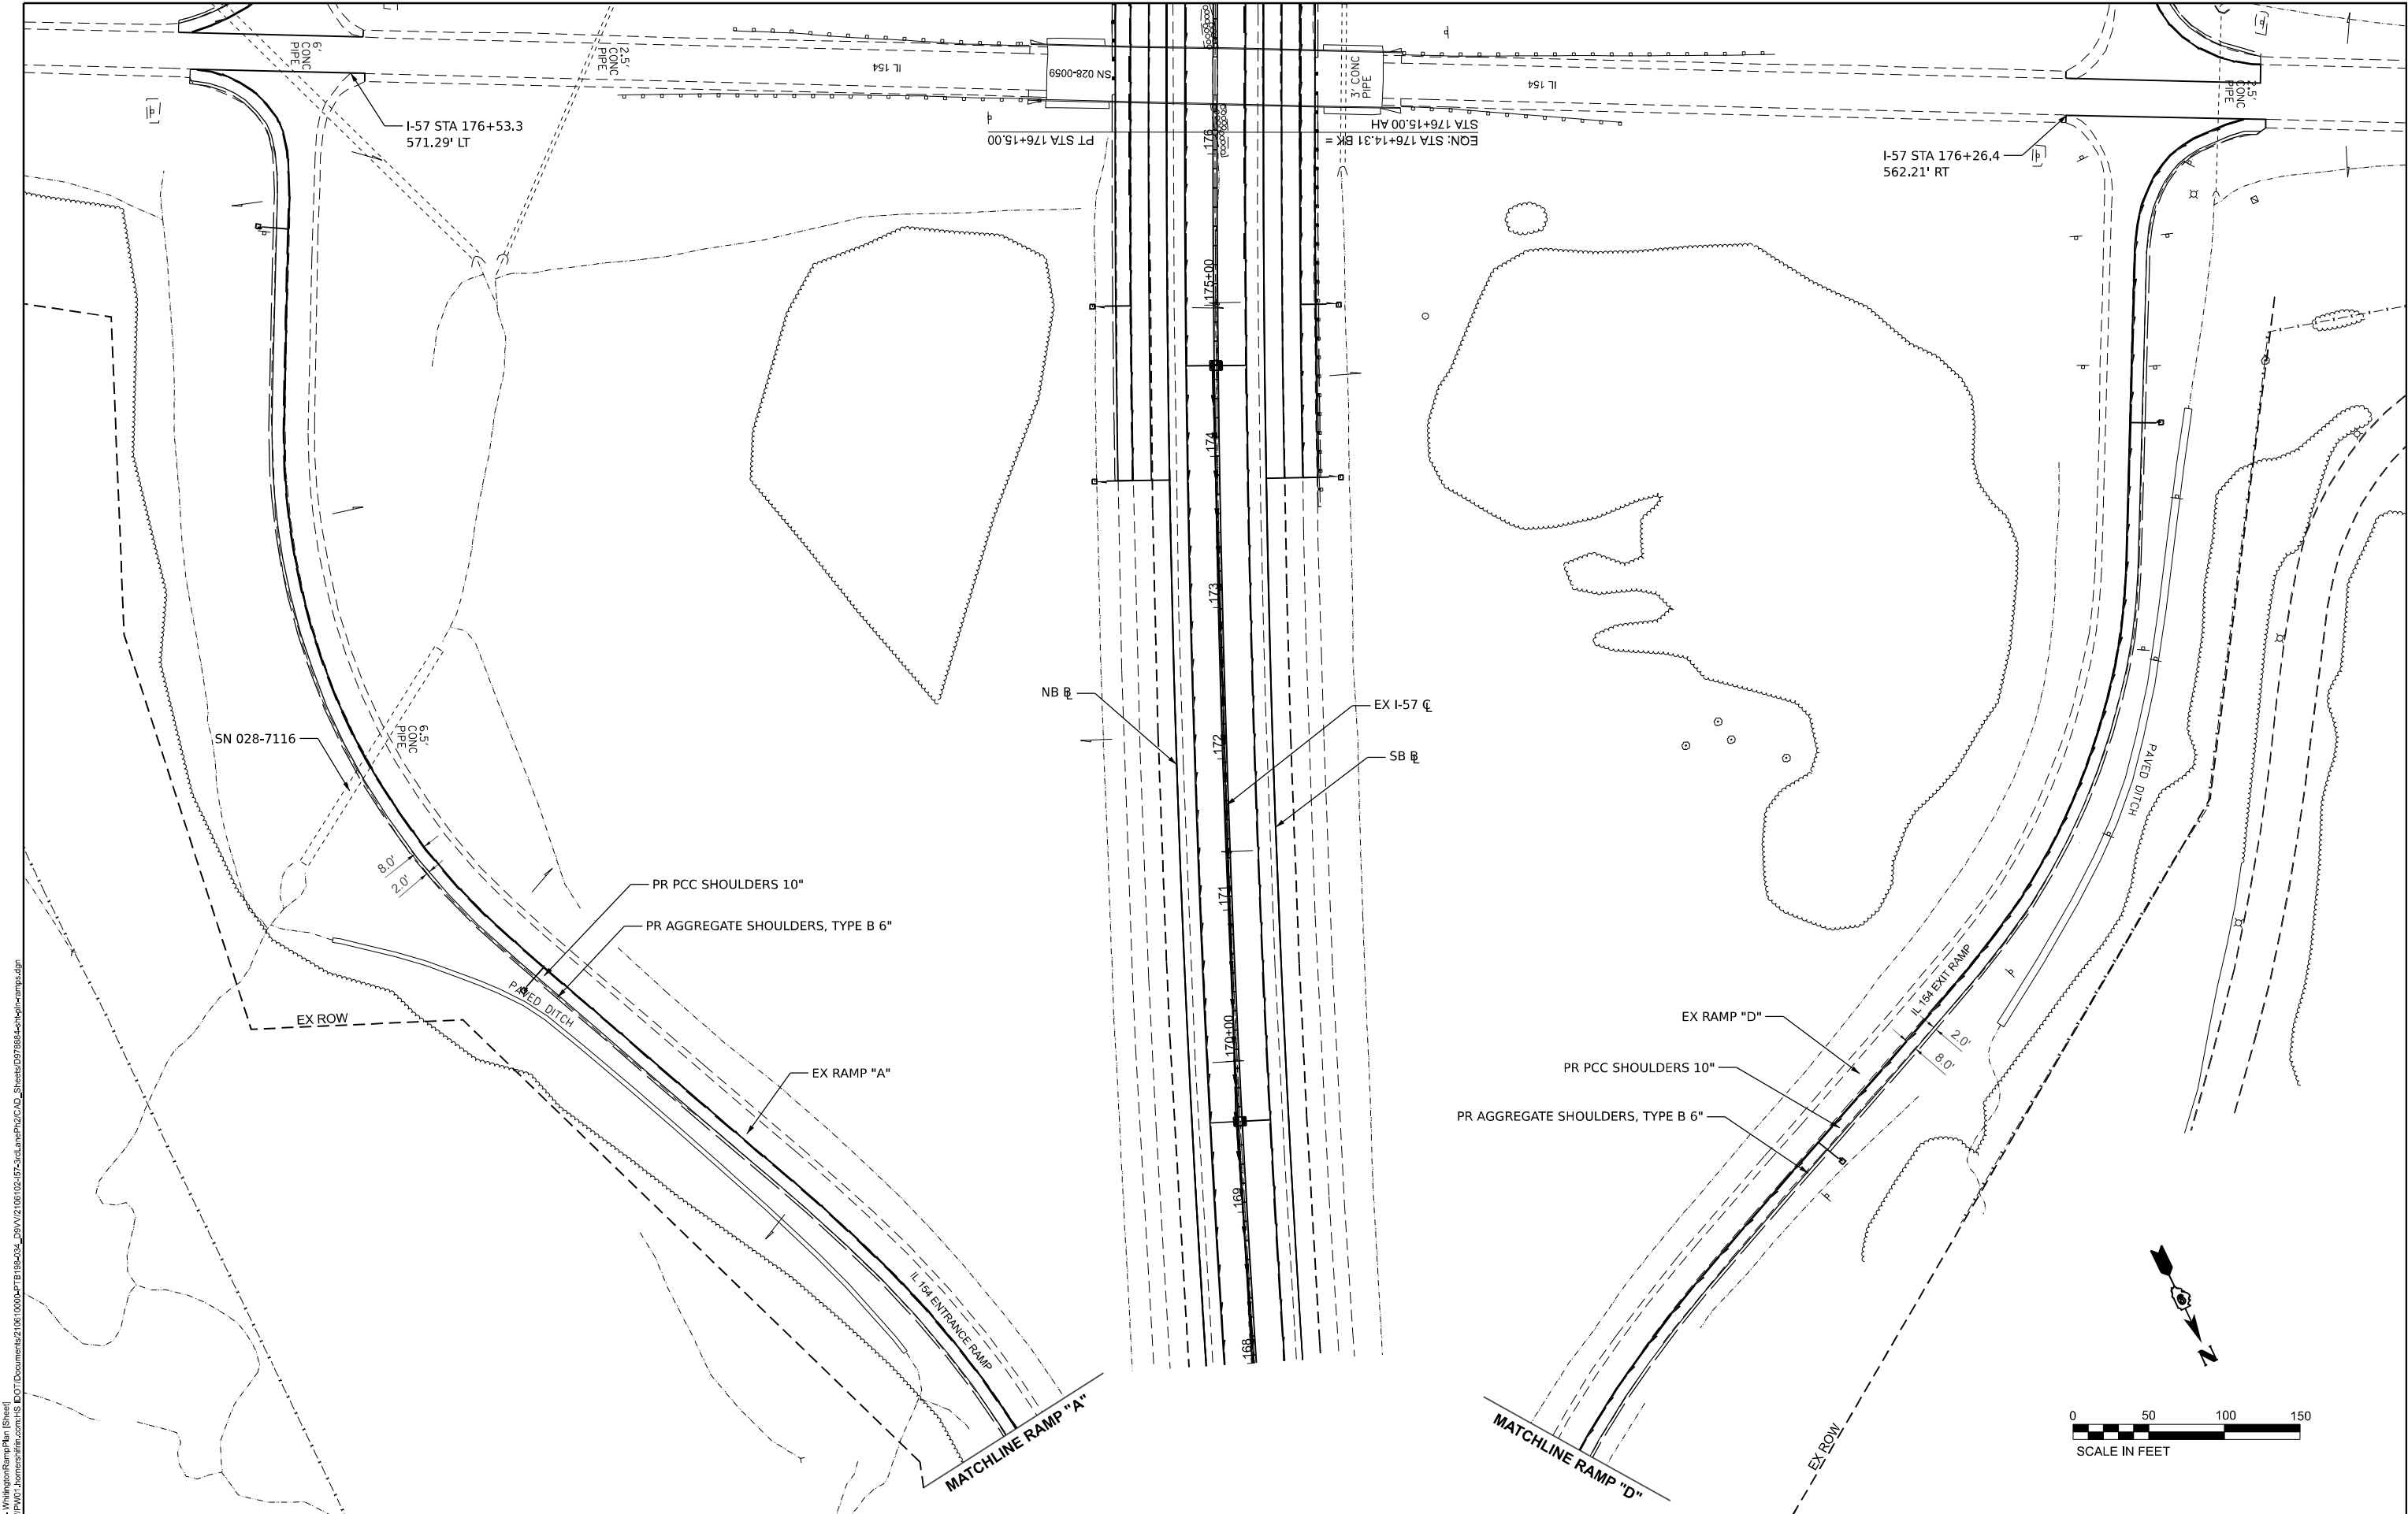 6'
CONC
PIPE
2.5'
CONC
PIPE
IL 154
SN 028-0059
3' CONC
PIPE
IL 154
2.5'
CONC
PIPE
I-57 STA 176+53.3
571.29' LT
PT STA 176+15.00
176
EQN: STA 176+14.31 BK =
STA 176+15.00 AH
I-57 STA 176+26.4
562.21' RT
175+00
174
173
NB BL
EX I-57 CL
172
SB BL
SN 028-7116
6.5'
CONC
PIPE
PAVED DITCH
8.0'
2.0'
PR PCC SHOULDERS 10"
171
PR AGGREGATE SHOULDERS, TYPE B 6"
PAVED DITCH
EX ROW
170+00
IL 154 EXIT RAMP
EX RAMP "D"
2.0'
8.0'
EX RAMP "A"
PR PCC SHOULDERS 10"
PR AGGREGATE SHOULDERS, TYPE B 6"
169
IL 154 ENTRANCE RAMP
168
N
MATCHLINE RAMP "A"
MATCHLINE RAMP "D"
EX ROW
0 50 100 150
SCALE IN FEET